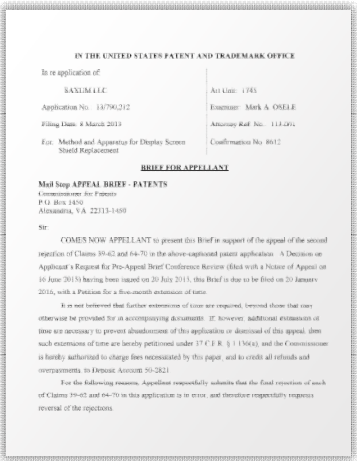 IN THE UNITED STATES PATENT AND TRADEMARK OFFICE
In re application of:
SAXUM LLC
Art Unit: 1745
Application No. 13/790,212
Examiner: Mark A. OSELE
Filing Date: 8 March 2013
Attorney Ref. No.
For: Method and Apparatus for Display Screen
Shield Replacement
Confirmation No. 8612
BRIEF FOR APPELLANT
Mail Stop APPEAL BRIEF - PATENTS
Commissioner for Patents
P.O. Box 1450
Alexandria, VA 22313-1450
Sir:
COMES NOW APPELLANT to present this Brief in support of the appeal of the second
rejection of Claims 59-62 and 64-70 in the above-captioned patent application. A Decision on
Applicant's Request for Pre-Appeal Brief Conference Review (filed with a Notice of Appeal on
10 June 2015) having been issued on 20 July 2015, this Brief is due to be filed on 20 January
2016, with a Petition for a five-month extension of time.
It is not believed that further extensions of time are required, beyond those that may
otherwise be provided for in accompanying documents. If, however, additional extensions of
time are necessary to prevent abandonment of this application or dismissal of this appeal, then
such extensions of time are hereby petitioned under 37 C.F.R. § 1.136(a), and the Commissioner
is hereby authorized to charge fees necessitated by this paper, and to credit all refunds and
overpayments, to Deposit Account 50-2821.
For the following reasons, Appellant respectfully submits that the final rejection of each
of Claims 59-62 and 64-70 in this application is in error, and therefore respectfully requests
reversal of the rejections.